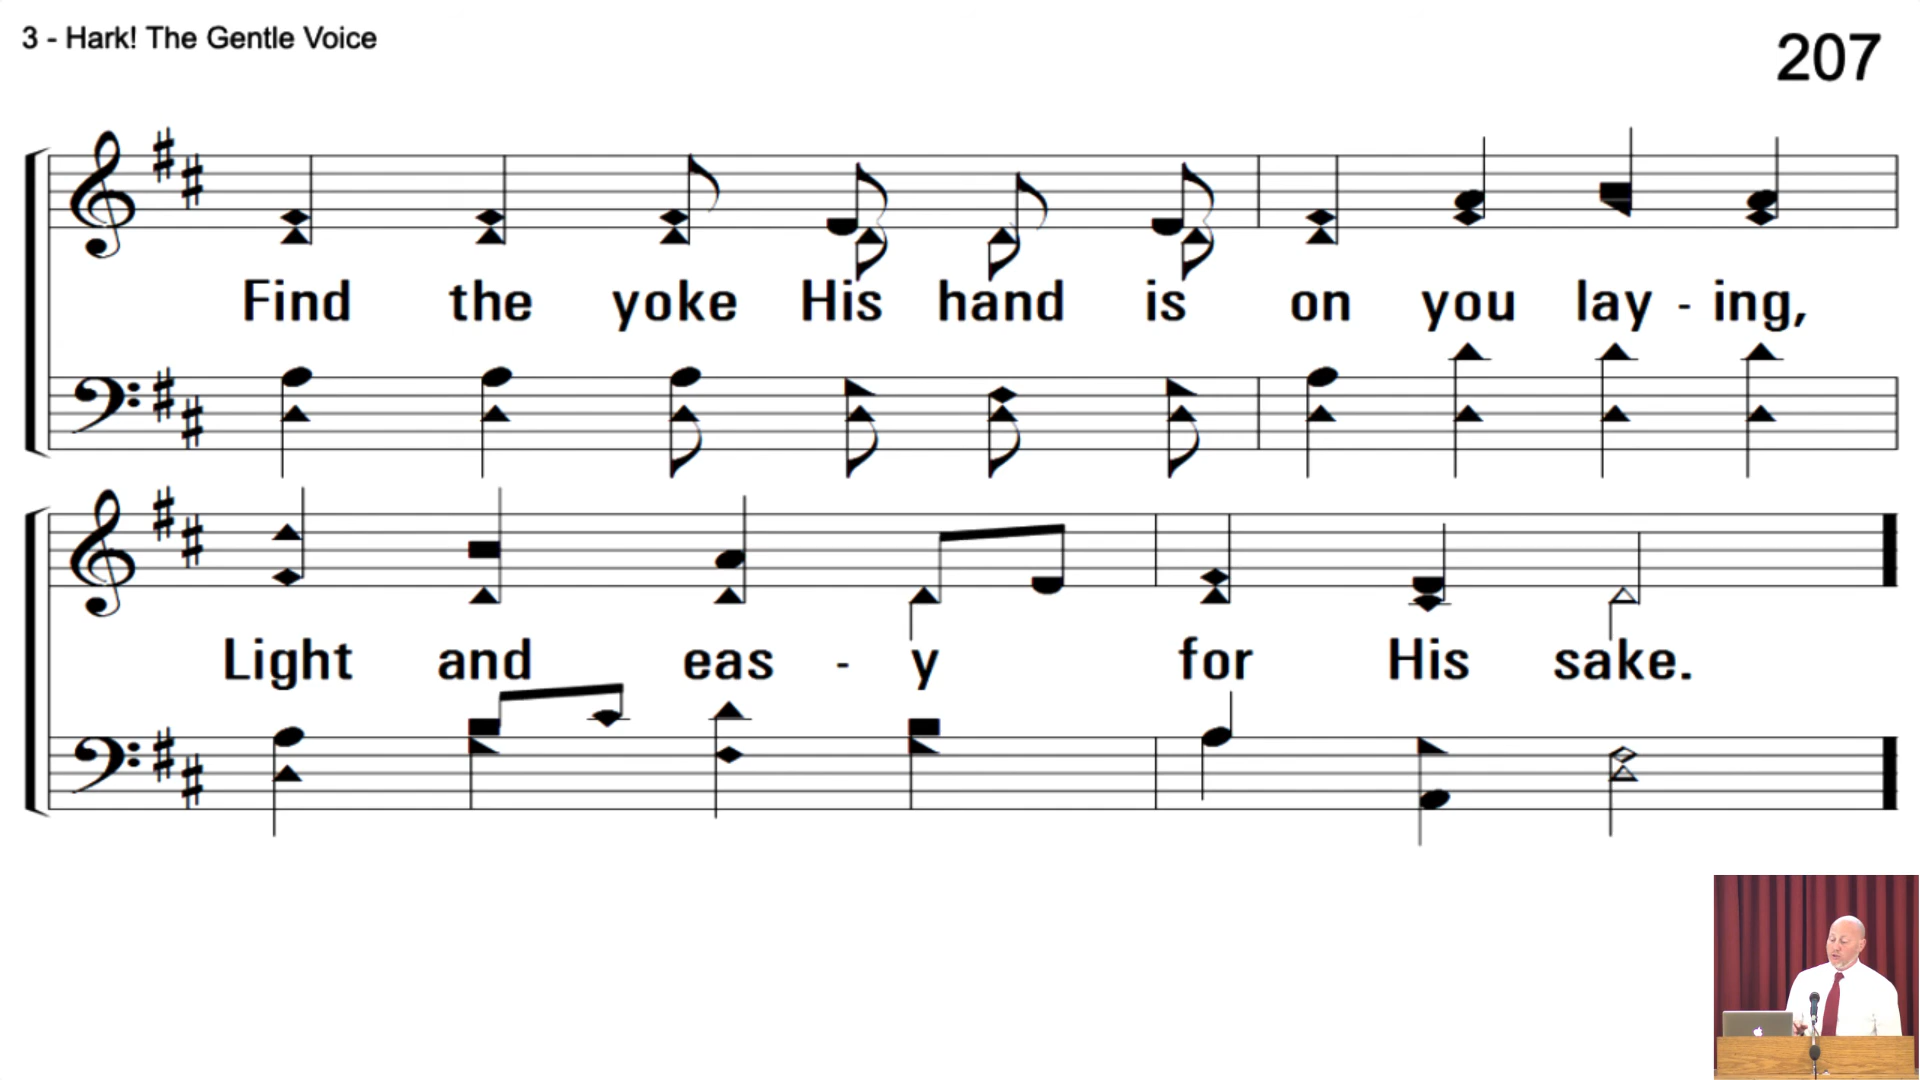 3 - Hark! The Gentle Voice
207
Find the yoke His hand is on you lay - ing,
Light and eas - y for His sake.